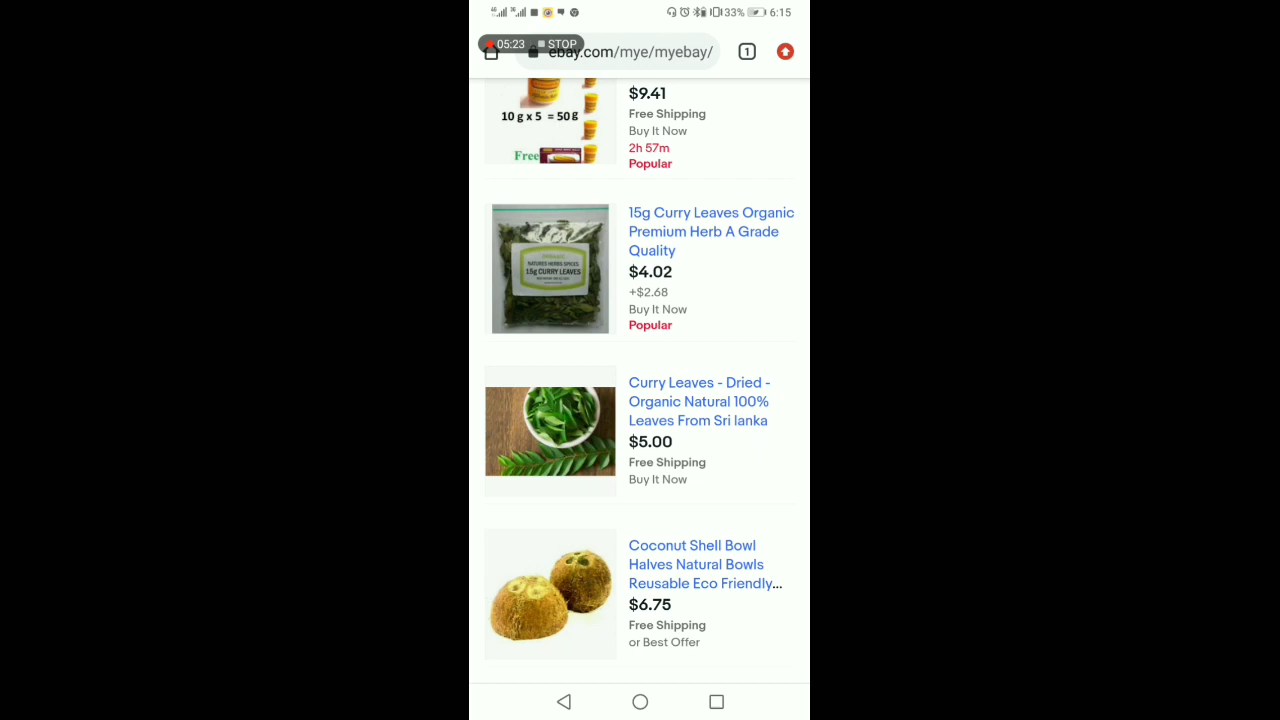 4G 3G 33% 6:15
05:23 STOP
ebay.com/mye/myebay/ 1
$9.41
Free Shipping
Buy It Now
2h 57m
Popular
10 g x 5 = 50g
Free
15g Curry Leaves Organic
Premium Herb A Grade
Quality
$4.02
+$2.68
Buy It Now
Popular
NATURES HERBS SPICES
15g CURRY LEAVES
Curry Leaves - Dried -
Organic Natural 100%
Leaves From Sri lanka
$5.00
Free Shipping
Buy It Now
Coconut Shell Bowl
Halves Natural Bowls
Reusable Eco Friendly...
$6.75
Free Shipping
or Best Offer